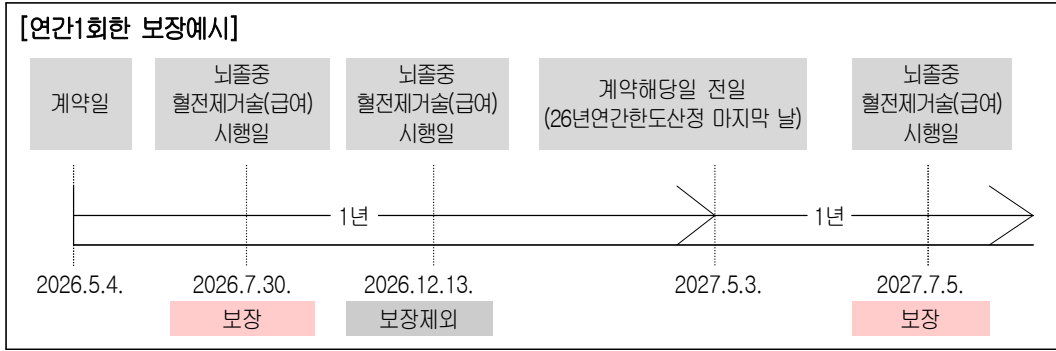 [연간1회한 보장예시]
계약일
뇌졸중
혈전제거술(급여)
시행일
뇌졸중
혈전제거술(급여)
시행일
계약해당일 전일
(26년연간한도산정 마지막 날)
뇌졸중
혈전제거술(급여)
시행일
1년
1년
2026.5.4.
2026.7.30.
2026.12.13.
2027.5.3.
2027.7.5.
보장
보장제외
보장